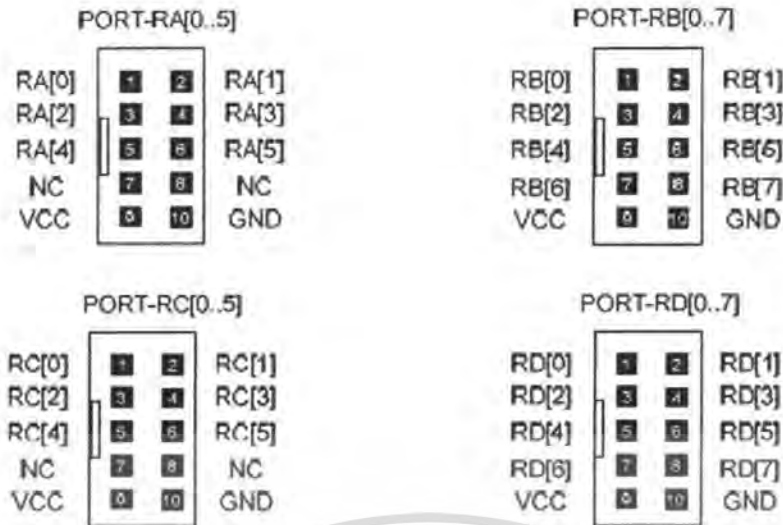 PORT-RA[0..5]
RA[0] 1 2 RA[1]
RA[2] 3 4 RA[3]
RA[4] 5 6 RA[5]
NC 7 8 NC
VCC 9 10 GND
PORT-RB[0..7]
RB[0] 1 2 RB[1]
RB[2] 3 4 RB[3]
RB[4] 5 6 RB[5]
RB[6] 7 8 RB[7]
VCC 9 10 GND
PORT-RC[0..5]
RC[0] 1 2 RC[1]
RC[2] 3 4 RC[3]
RC[4] 5 6 RC[5]
NC 7 8 NC
VCC 9 10 GND
PORT-RD[0..7]
RD[0] 1 2 RD[1]
RD[2] 3 4 RD[3]
RD[4] 5 6 RD[5]
RD[6] 7 8 RD[7]
VCC 9 10 GND